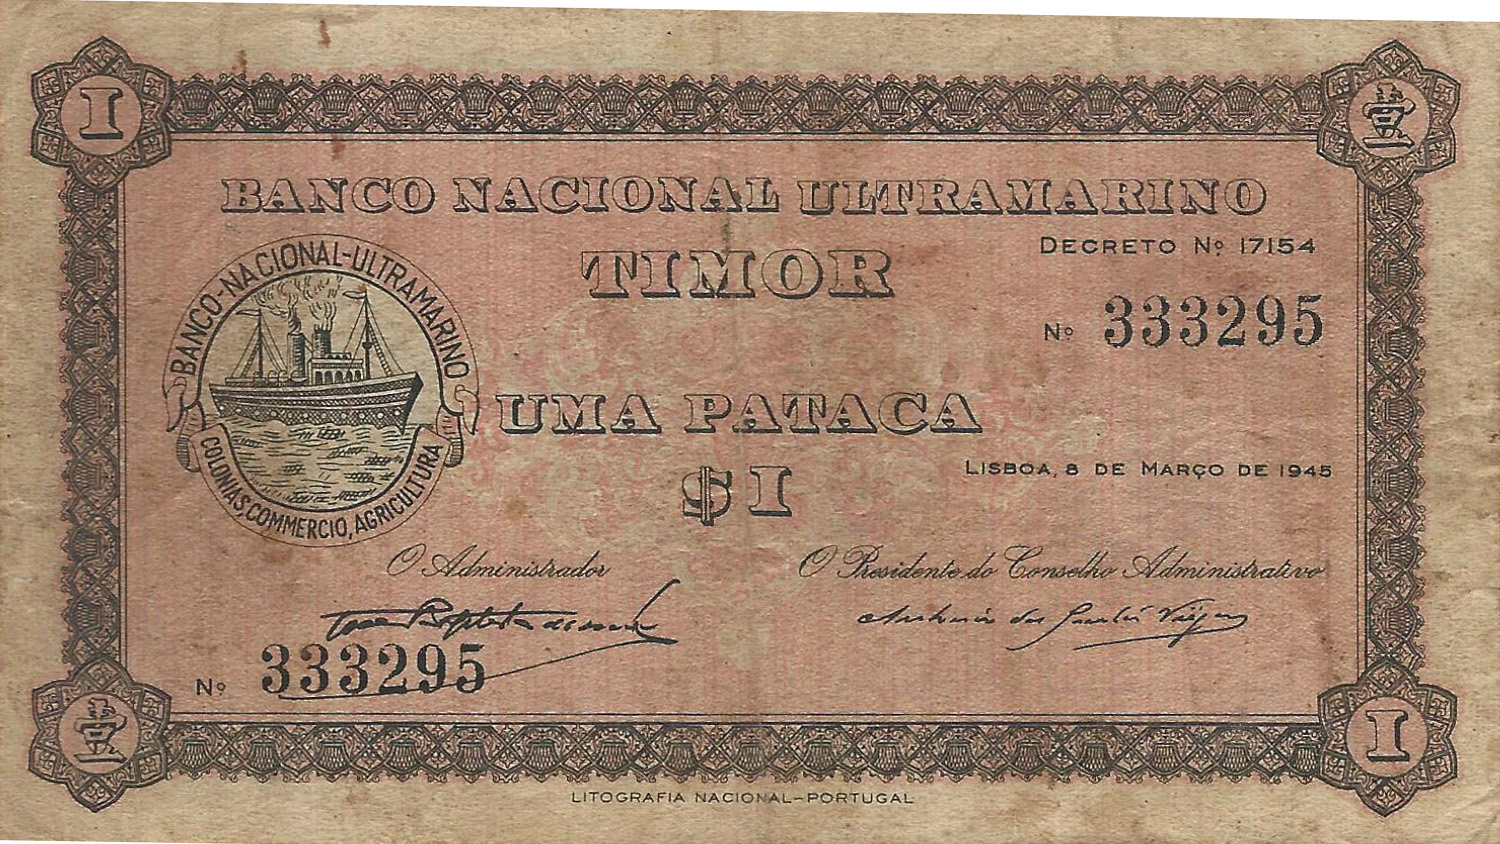 I
壹
BANCO NACIONAL ULTRAMARINO
DECRETO Nº 17154
TIMOR
Nº 333295
BANCO-NACIONAL-ULTRAMARINO
COLONIAS,COMMERCIO,AGRICULTURA
UMA PATACA
LISBOA, 8 DE MARÇO DE 1945
$1
O Administrador
O Presidente do Conselho Administrativo
Nº 333295
壹
I
LITOGRAFIA NACIONAL-PORTUGAL